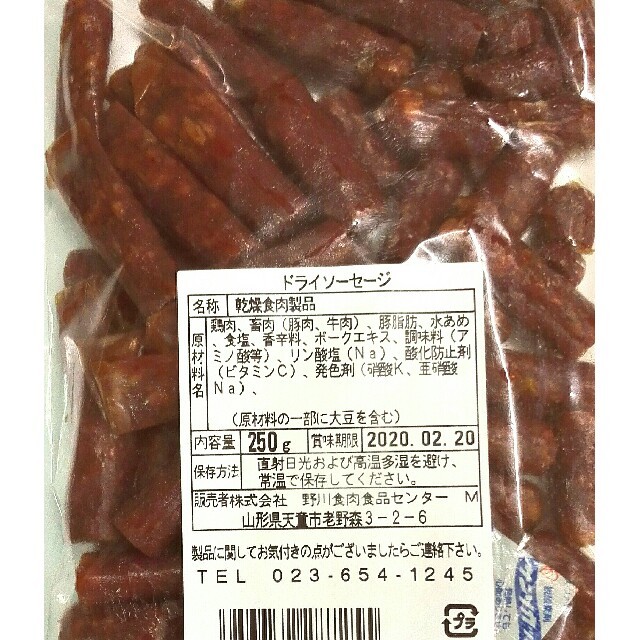 ドライソーセージ
名称 乾燥食肉製品
原材料名 鶏肉、畜肉（豚肉、牛肉）、豚脂肪、水あめ
、食塩、香辛料、ポークエキス、調味料（ア
ミノ酸等）、リン酸塩（Na）、酸化防止剤
（ビタミンC）、発色剤（硝酸K、亜硝酸
Na）、
（原材料の一部に大豆を含む）
内容量 250g 賞味期限 2020.02.20
保存方法 直射日光および高温多湿を避け、
常温で保存してください。
販売者株式会社 野川食肉食品センター M
山形県天童市老野森3-2-6
製品に関してお気付きの点がございましたらご連絡下さい。
TEL 023-654-1245
プラ